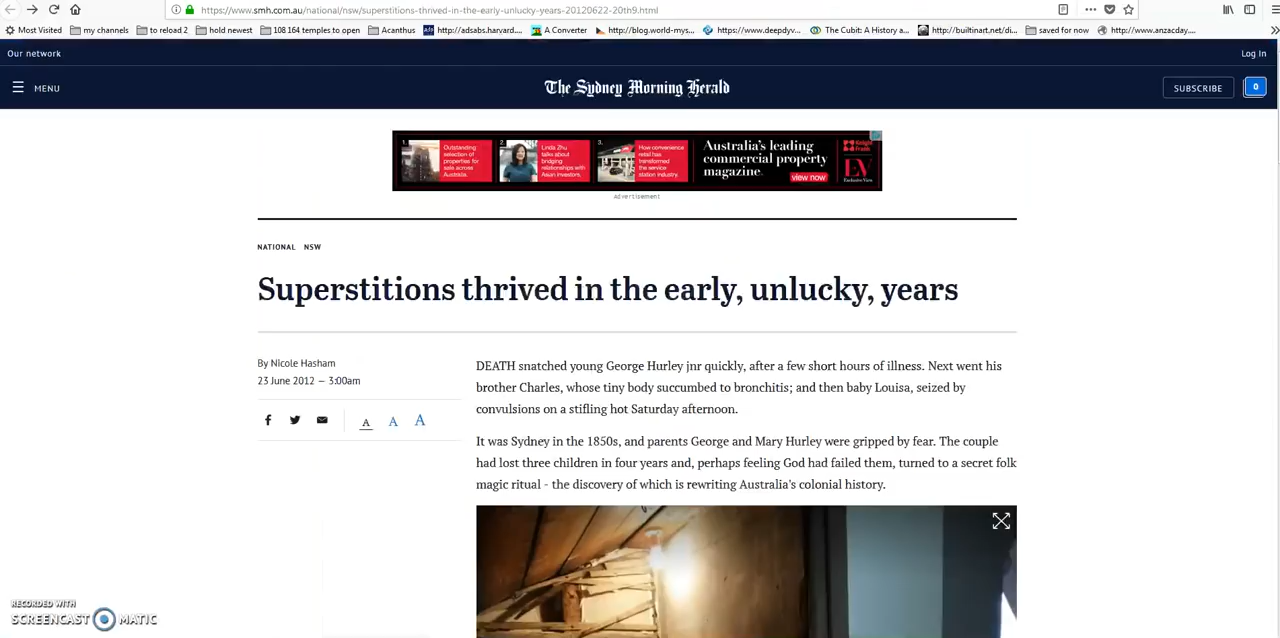 https://www.smh.com.au/national/nsw/superstitions-thrived-in-the-early-unlucky-years-20120622-20th9.html
Most Visited my channels to reload 2 hold newest 108 164 temples to open Acanthus http://adsabs.harvard.... A Converter http://blog.world-mys... https://www.deepdyv... The Cubit: A History a... http://builtinart.net/di... saved for now http://www.anzacday....
Our network Log In
MENU The Sydney Morning Herald SUBSCRIBE 0
1. Outstanding selection of properties for sale across Australia.
2. Linda Zhu talks about bridging relationships with Asian investors.
3. How convenience retail has transformed the service station industry.
Australia's leading commercial property magazine.
view now
Knight Frank
EV
Exclusive View
Advertisement
NATIONAL NSW
Superstitions thrived in the early, unlucky, years
By Nicole Hasham
23 June 2012 — 3:00am
A A A
DEATH snatched young George Hurley jnr quickly, after a few short hours of illness. Next went his
brother Charles, whose tiny body succumbed to bronchitis; and then baby Louisa, seized by
convulsions on a stifling hot Saturday afternoon.
It was Sydney in the 1850s, and parents George and Mary Hurley were gripped by fear. The couple
had lost three children in four years and, perhaps feeling God had failed them, turned to a secret folk
magic ritual - the discovery of which is rewriting Australia's colonial history.
RECORDED WITH
SCREENCAST MATIC